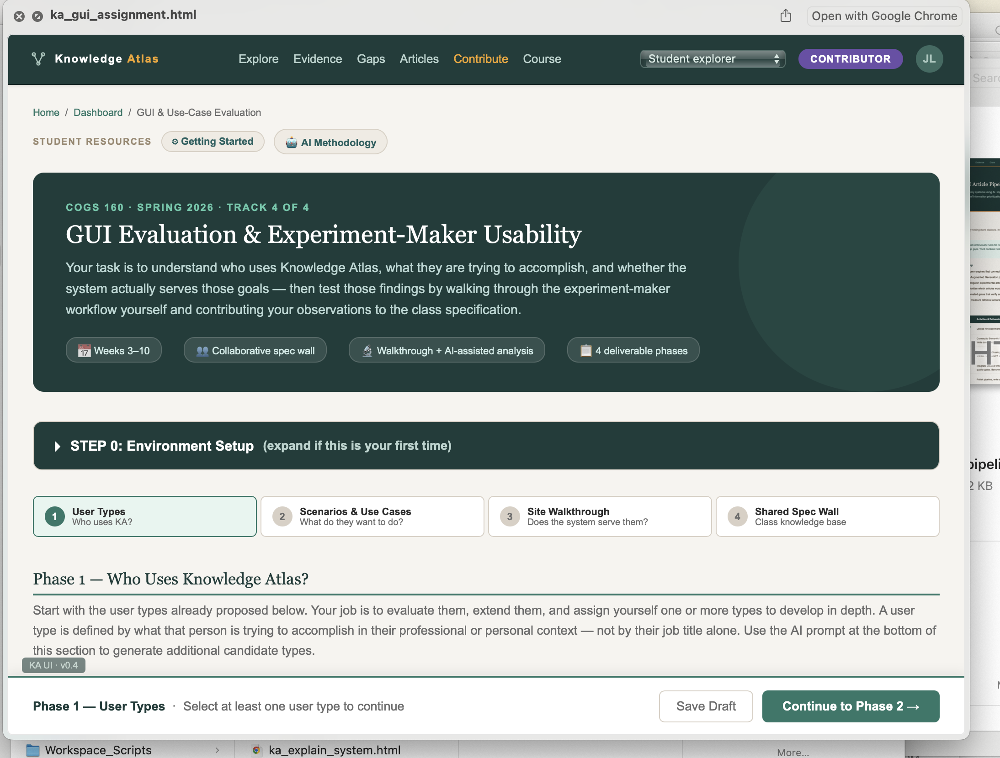 ka_gui_assignment.html
Open with Google Chrome
Knowledge Atlas
Explore
Evidence
Gaps
Articles
Contribute
Course
Student explorer
CONTRIBUTOR
JL
Home / Dashboard / GUI & Use-Case Evaluation
STUDENT RESOURCES
Getting Started
AI Methodology
COGS 160 · SPRING 2026 · TRACK 4 OF 4
GUI Evaluation & Experiment-Maker Usability
Your task is to understand who uses Knowledge Atlas, what they are trying to accomplish, and whether the
system actually serves those goals — then test those findings by walking through the experiment-maker
workflow yourself and contributing your observations to the class specification.
17
Weeks 3–10
Collaborative spec wall
Walkthrough + AI-assisted analysis
4 deliverable phases
STEP 0: Environment Setup (expand if this is your first time)
1
User Types
Who uses KA?
2
Scenarios & Use Cases
What do they want to do?
3
Site Walkthrough
Does the system serve them?
4
Shared Spec Wall
Class knowledge base
Phase 1 — Who Uses Knowledge Atlas?
Start with the user types already proposed below. Your job is to evaluate them, extend them, and assign yourself one or more types to develop in depth. A user
type is defined by what that person is trying to accomplish in their professional or personal context — not by their job title alone. Use the AI prompt at the bottom of
this section to generate additional candidate types.
KA UI · v0.4
Phase 1 — User Types · Select at least one user type to continue
Save Draft
Continue to Phase 2 →
Workspace_Scripts
ka_explain_system.html
More...
2 KB